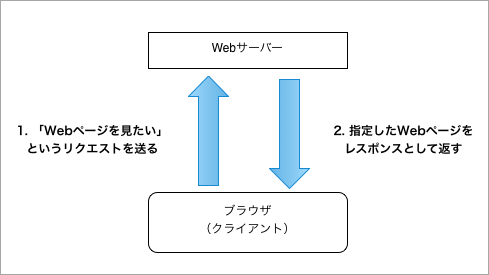 Webサーバー
1. 「Webページを見たい」
というリクエストを送る
2. 指定したWebページを
レスポンスとして返す
ブラウザ
（クライアント）